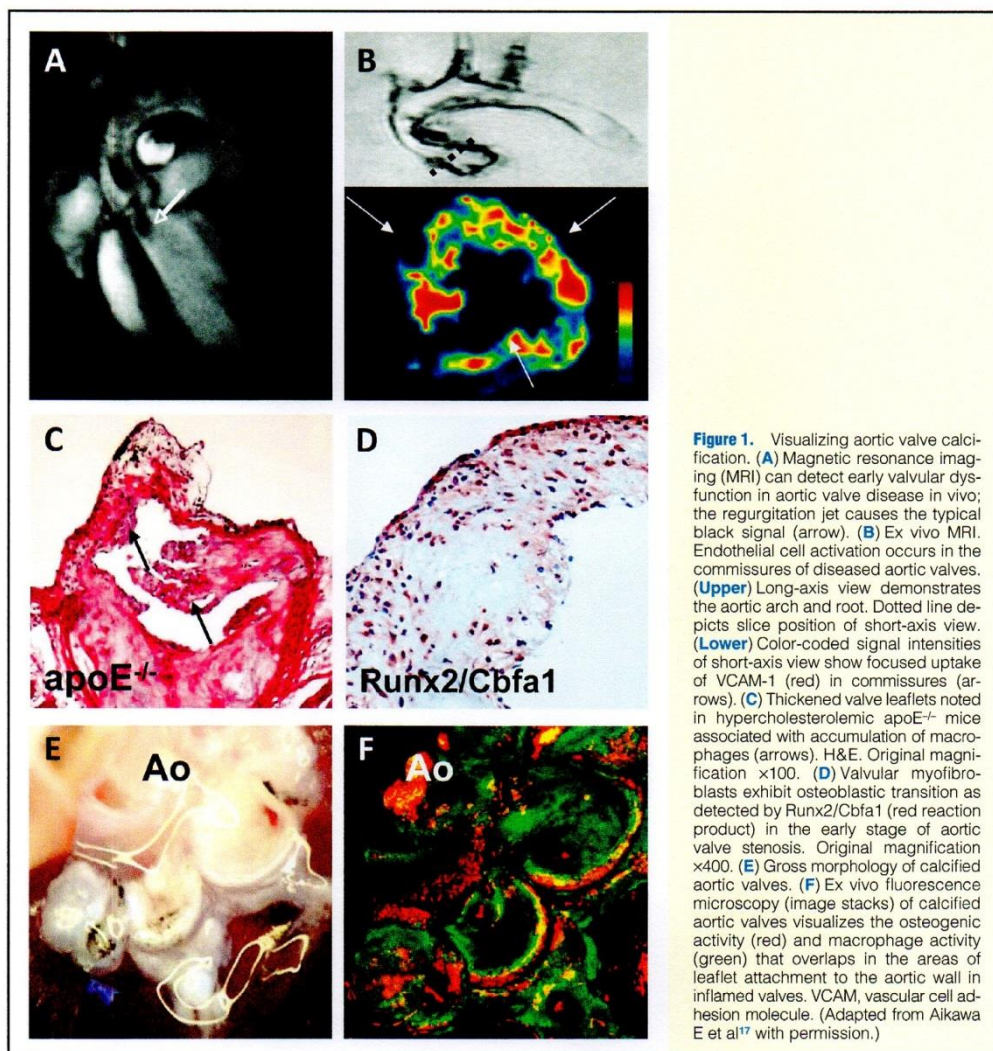 A
B
C
apoE-/-
D
Runx2/Cbfa1
E
Ao
F
Ao
Figure 1. Visualizing aortic valve calci-
fication. (A) Magnetic resonance imag-
ing (MRI) can detect early valvular dys-
function in aortic valve disease in vivo;
the regurgitation jet causes the typical
black signal (arrow). (B) Ex vivo MRI.
Endothelial cell activation occurs in the
commissures of diseased aortic valves.
(Upper) Long-axis view demonstrates
the aortic arch and root. Dotted line de-
picts slice position of short-axis view.
(Lower) Color-coded signal intensities
of short-axis view show focused uptake
of VCAM-1 (red) in commissures (ar-
rows). (C) Thickened valve leaflets noted
in hypercholesterolemic apoE-/- mice
associated with accumulation of macro-
phages (arrows). H&E. Original magni-
fication ×100. (D) Valvular myofibro-
blasts exhibit osteoblastic transition as
detected by Runx2/Cbfa1 (red reaction
product) in the early stage of aortic
valve stenosis. Original magnification
×400. (E) Gross morphology of calcified
aortic valves. (F) Ex vivo fluorescence
microscopy (image stacks) of calcified
aortic valves visualizes the osteogenic
activity (red) and macrophage activity
(green) that overlaps in the areas of
leaflet attachment to the aortic wall in
inflamed valves. VCAM, vascular cell ad-
hesion molecule. (Adapted from Aikawa
E et al17 with permission.)